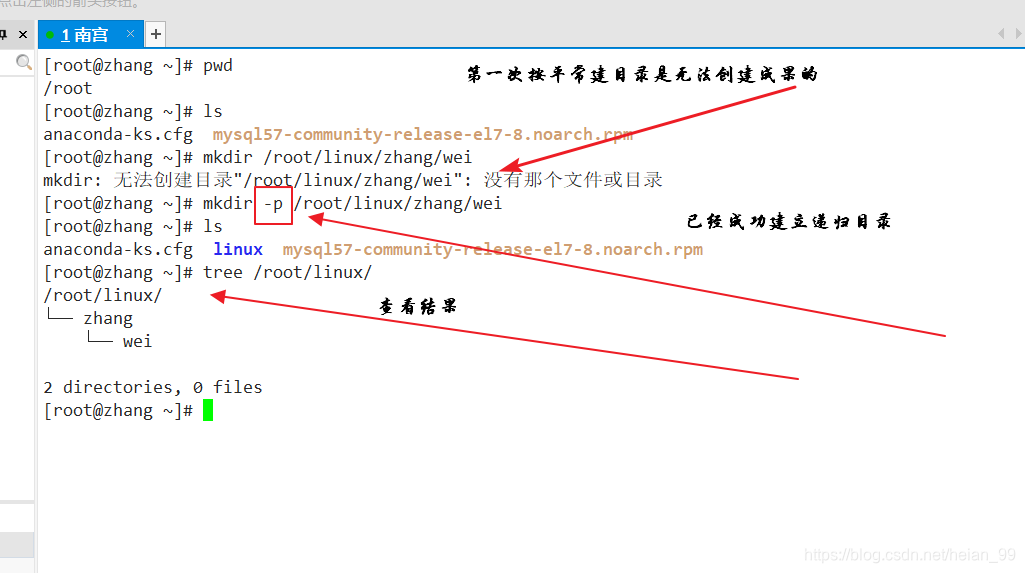 点击左侧的箭头按钮。
1 南宫
[root@zhang ~]# pwd
第一次按平常建目录是无法创建成果的
/root
[root@zhang ~]# ls
anaconda-ks.cfg  mysql57-community-release-el7-8.noarch.rpm
[root@zhang ~]# mkdir /root/linux/zhang/wei
mkdir: 无法创建目录"/root/linux/zhang/wei": 没有那个文件或目录
[root@zhang ~]# mkdir -p /root/linux/zhang/wei
已经成功建立递归目录
[root@zhang ~]# ls
anaconda-ks.cfg  linux  mysql57-community-release-el7-8.noarch.rpm
[root@zhang ~]# tree /root/linux/
/root/linux/
查看结果
└── zhang
    └── wei
2 directories, 0 files
[root@zhang ~]#
https://blog.csdn.net/heian_99